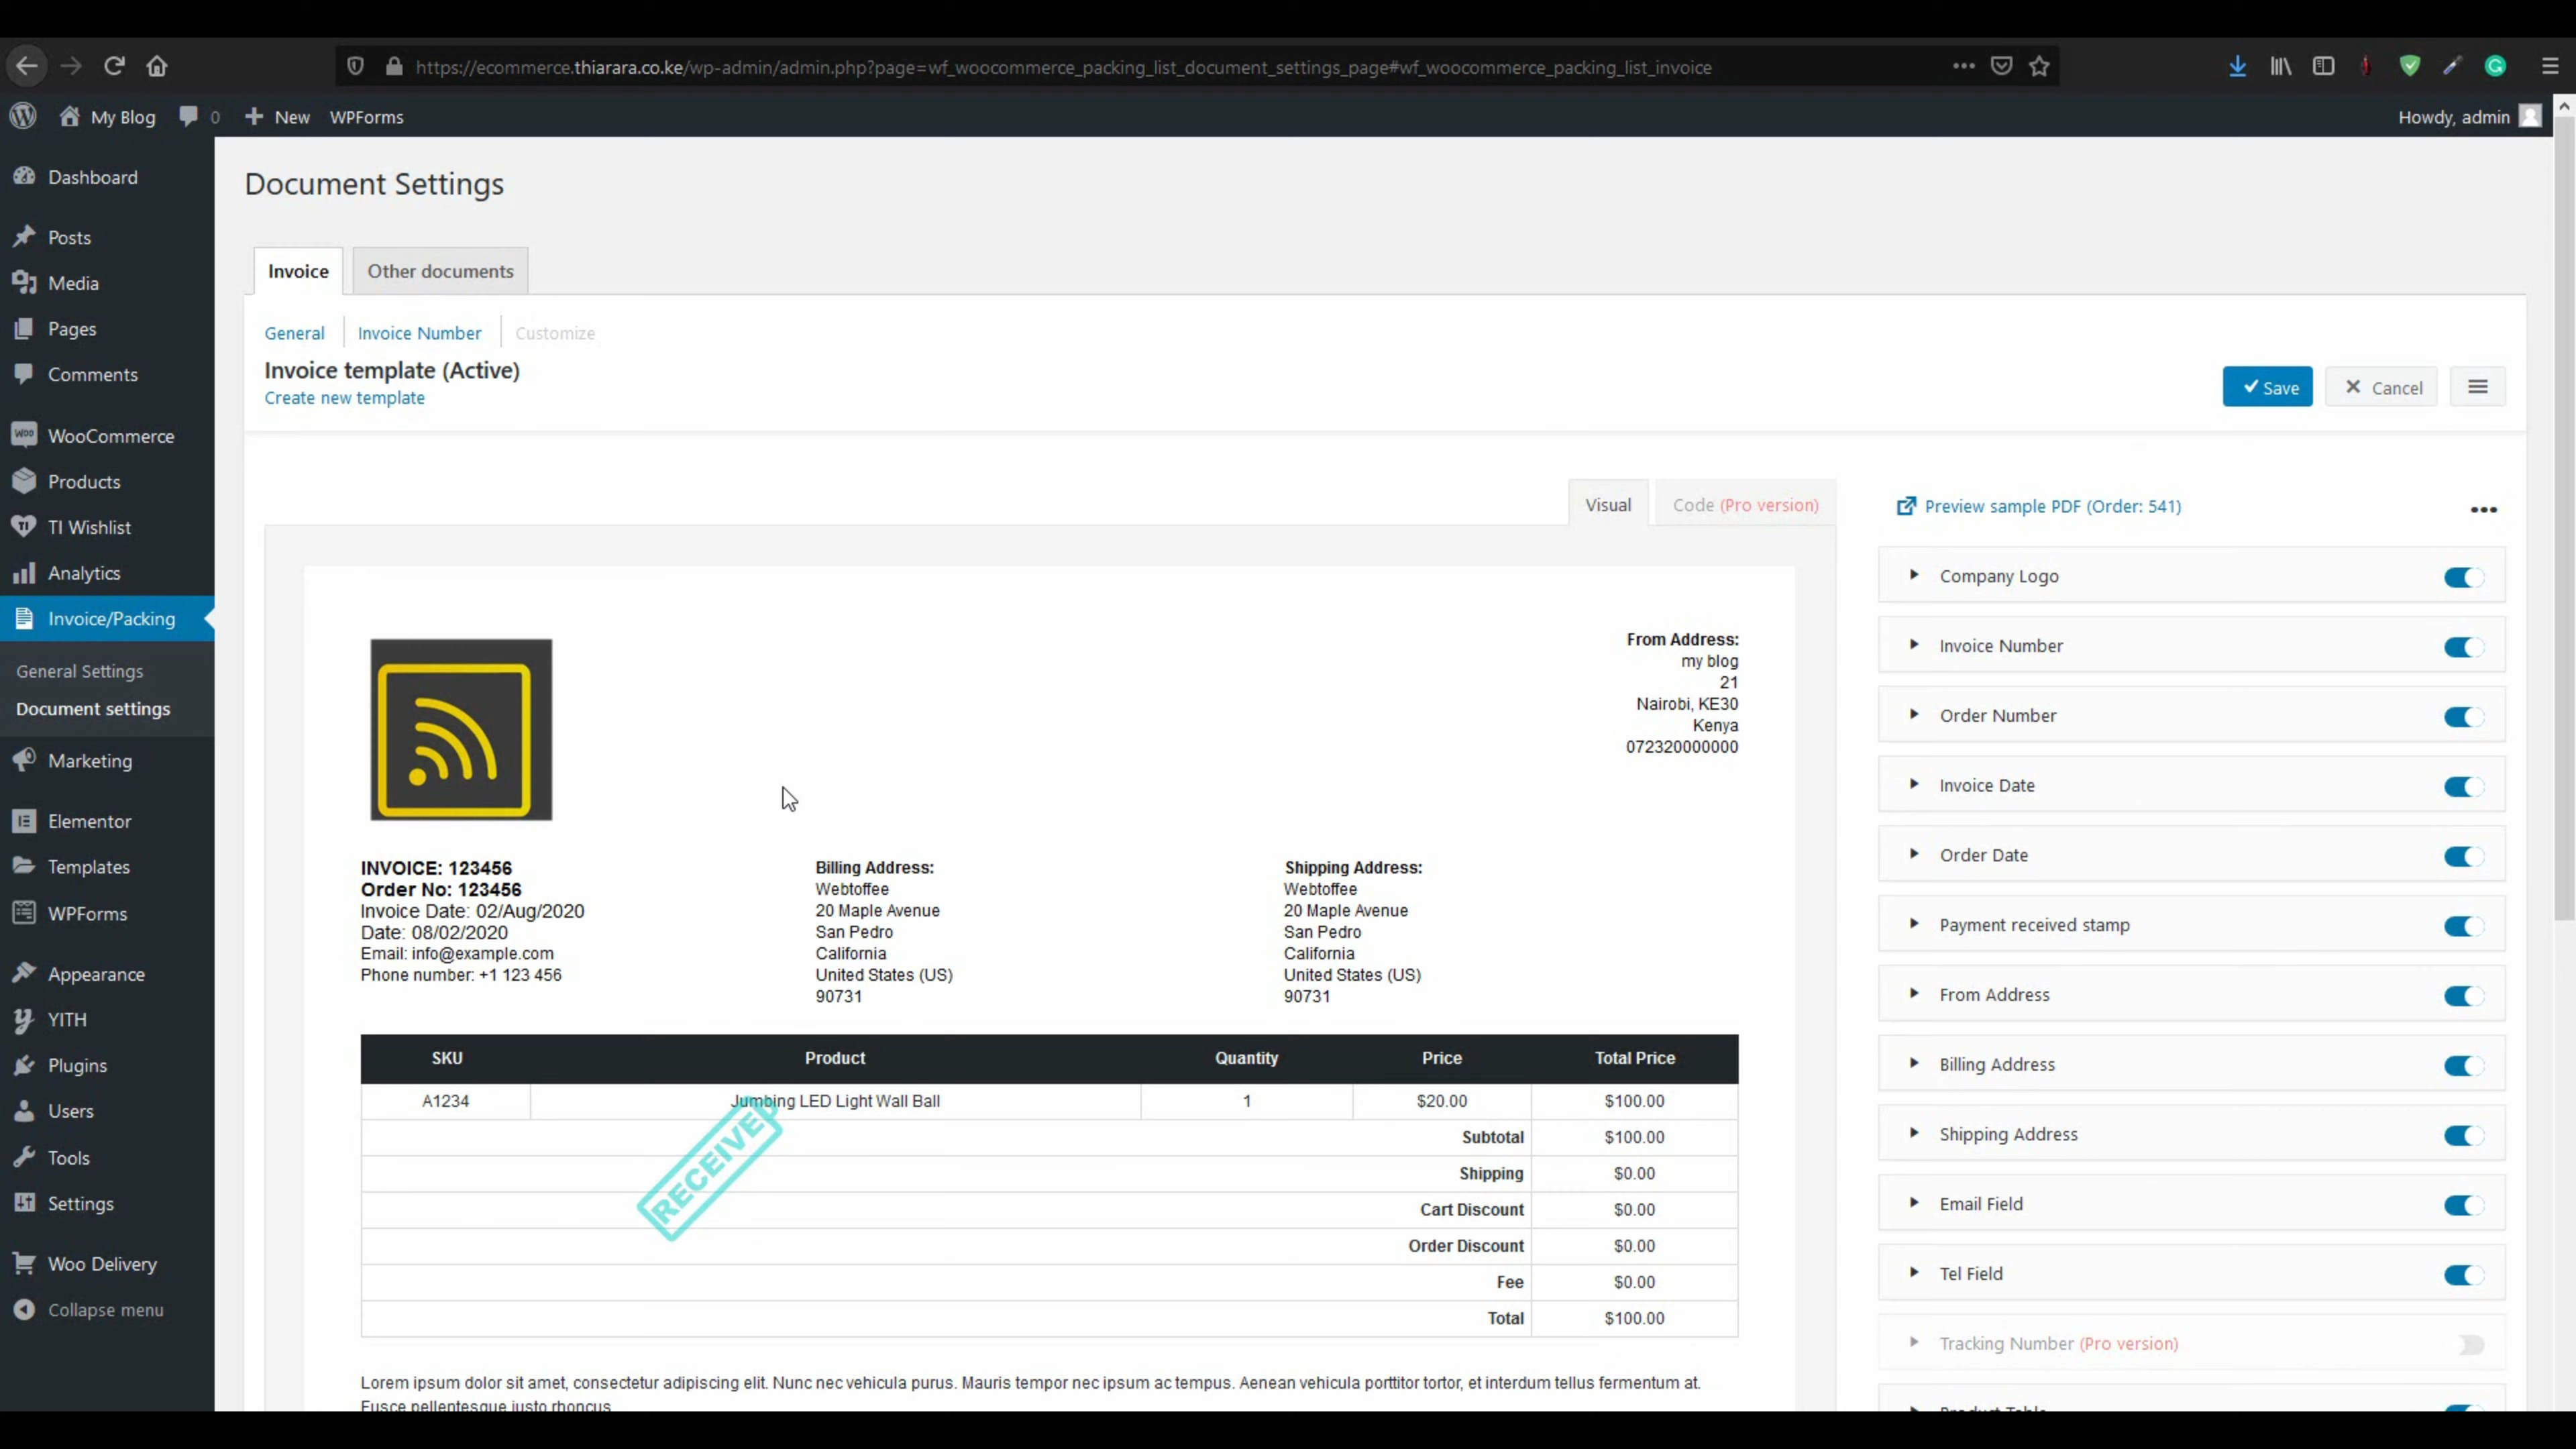 https://ecommerce.thiarara.co.ke/wp-admin/admin.php?page=wf_woocommerce_packing_list_document_settings_page#wf_woocommerce_packing_list_invoice
My Blog
0
New
WPForms
Howdy, admin
Dashboard
Posts
Media
Pages
Comments
WooCommerce
Products
TI Wishlist
Analytics
Invoice/Packing
General Settings
Document settings
Marketing
Elementor
Templates
WPForms
Appearance
YITH
Plugins
Users
Tools
Settings
Woo Delivery
Collapse menu
Document Settings
Invoice
Other documents
General
Invoice Number
Customize
Invoice template (Active)
Create new template
Save
Cancel
Visual
Code (Pro version)
From Address:
my blog
21
Nairobi, KE30
Kenya
072320000000
INVOICE: 123456
Order No: 123456
Invoice Date: 02/Aug/2020
Date: 08/02/2020
Email: info@example.com
Phone number: +1 123 456
Billing Address:
Webtoffee
20 Maple Avenue
San Pedro
California
United States (US)
90731
Shipping Address:
Webtoffee
20 Maple Avenue
San Pedro
California
United States (US)
90731
SKU Product Quantity Price Total Price
A1234 Jumbing LED Light Wall Ball 1 $20.00 $100.00
Subtotal $100.00
Shipping $0.00
Cart Discount $0.00
Order Discount $0.00
Fee $0.00
Total $100.00
RECEIVED
Lorem ipsum dolor sit amet, consectetur adipiscing elit. Nunc nec vehicula purus. Mauris tempor nec ipsum ac tempus. Aenean vehicula porttitor tortor, et interdum tellus fermentum at.
Fusce pellentesque justo rhoncus
Preview sample PDF (Order: 541)
Company Logo
Invoice Number
Order Number
Invoice Date
Order Date
Payment received stamp
From Address
Billing Address
Shipping Address
Email Field
Tel Field
Tracking Number (Pro version)
Product Table